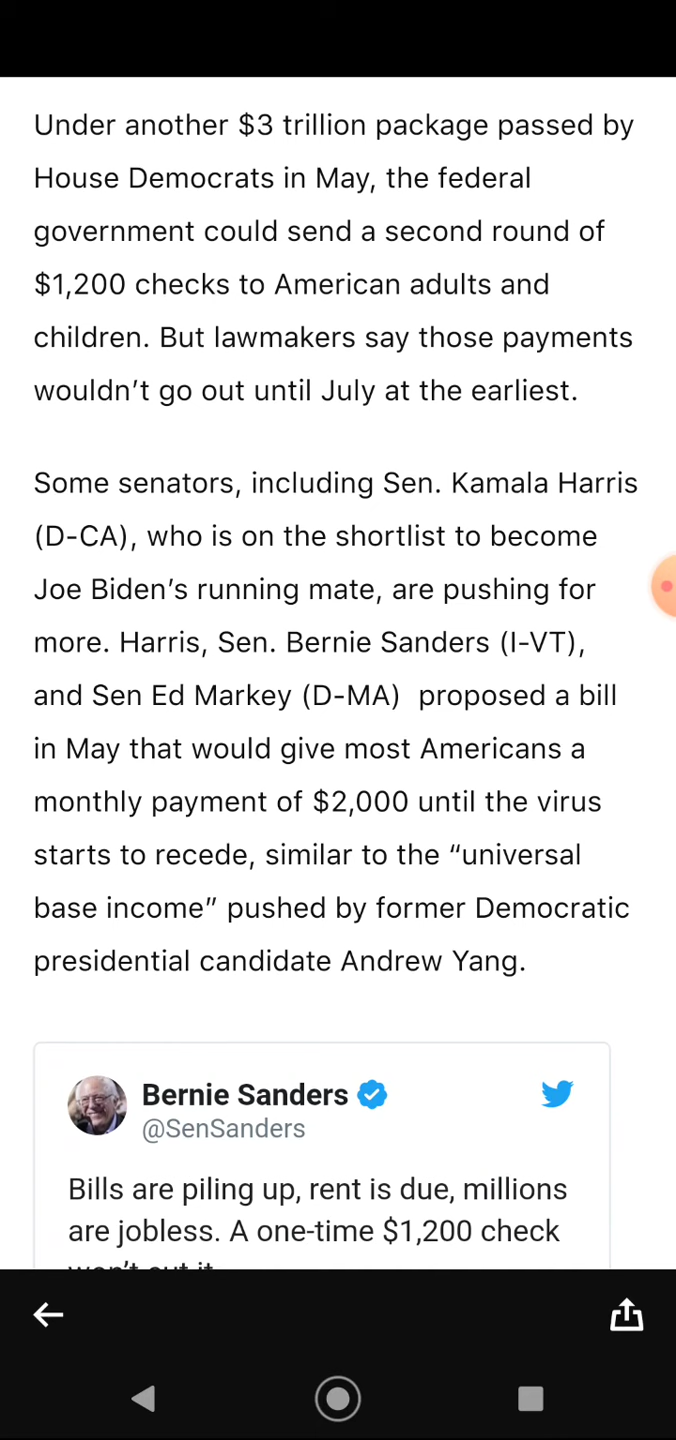 Under another $3 trillion package passed by
House Democrats in May, the federal
government could send a second round of
$1,200 checks to American adults and
children. But lawmakers say those payments
wouldn’t go out until July at the earliest.
Some senators, including Sen. Kamala Harris
(D-CA), who is on the shortlist to become
Joe Biden’s running mate, are pushing for
more. Harris, Sen. Bernie Sanders (I-VT),
and Sen Ed Markey (D-MA)  proposed a bill
in May that would give most Americans a
monthly payment of $2,000 until the virus
starts to recede, similar to the “universal
base income” pushed by former Democratic
presidential candidate Andrew Yang.
Bernie Sanders
@SenSanders
Bills are piling up, rent is due, millions
are jobless. A one-time $1,200 check
won’t cut it